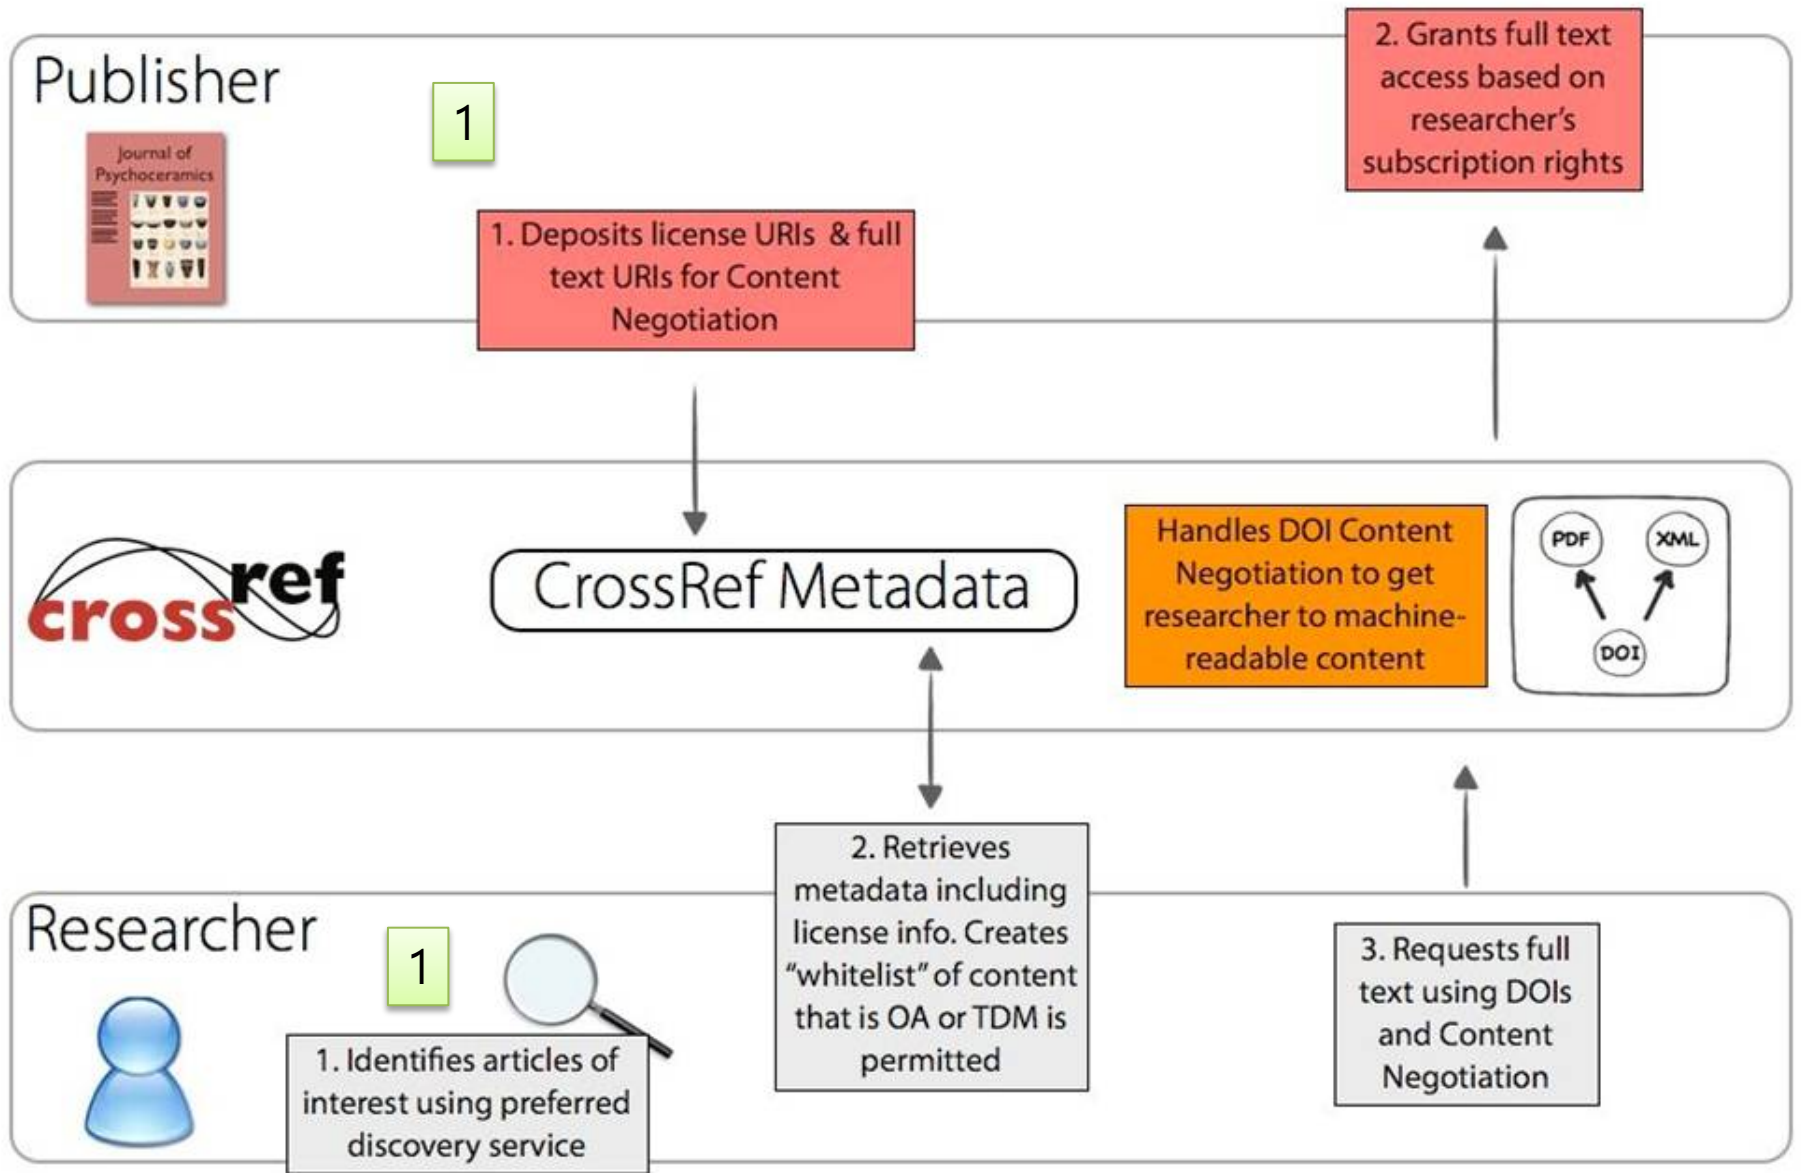 Publisher
1
Journal of
Psychoceramics
1. Deposits license URIs & full
text URIs for Content
Negotiation
2. Grants full text
access based on
researcher’s
subscription rights
crossref
CrossRef Metadata
Handles DOI Content
Negotiation to get
researcher to machine-
readable content
PDF
XML
DOI
Researcher
1
1. Identifies articles of
interest using preferred
discovery service
2. Retrieves
metadata including
license info. Creates
“whitelist” of content
that is OA or TDM is
permitted
3. Requests full
text using DOIs
and Content
Negotiation